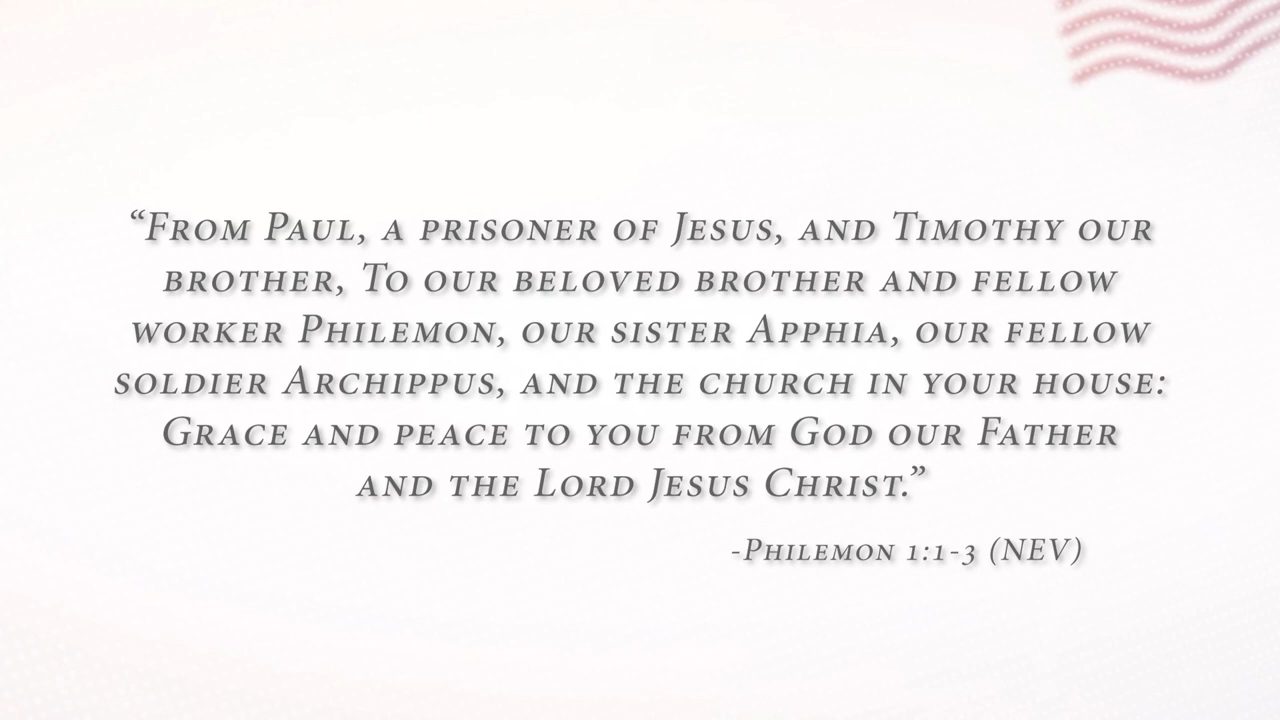 “From Paul, a prisoner of Jesus, and Timothy our
brother, To our beloved brother and fellow
worker Philemon, our sister Apphia, our fellow
soldier Archippus, and the church in your house:
Grace and peace to you from God our Father
and the Lord Jesus Christ.”
-Philemon 1:1-3 (NEV)